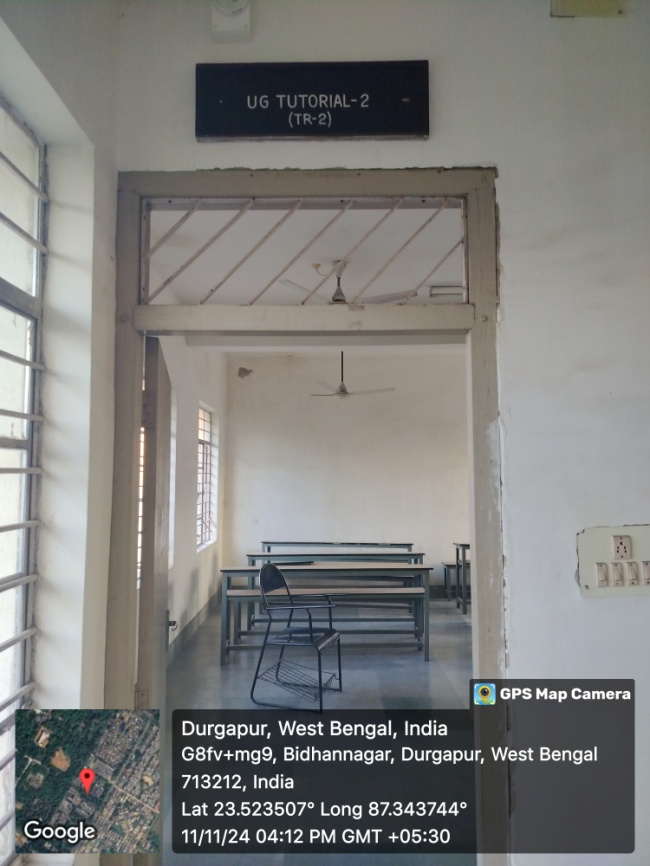 UG TUTORIAL-2
(TR-2)
GPS Map Camera
Durgapur, West Bengal, India
G8fv+mg9, Bidhannagar, Durgapur, West Bengal
713212, India
Lat 23.523507° Long 87.343744°
11/11/24 04:12 PM GMT +05:30
Google